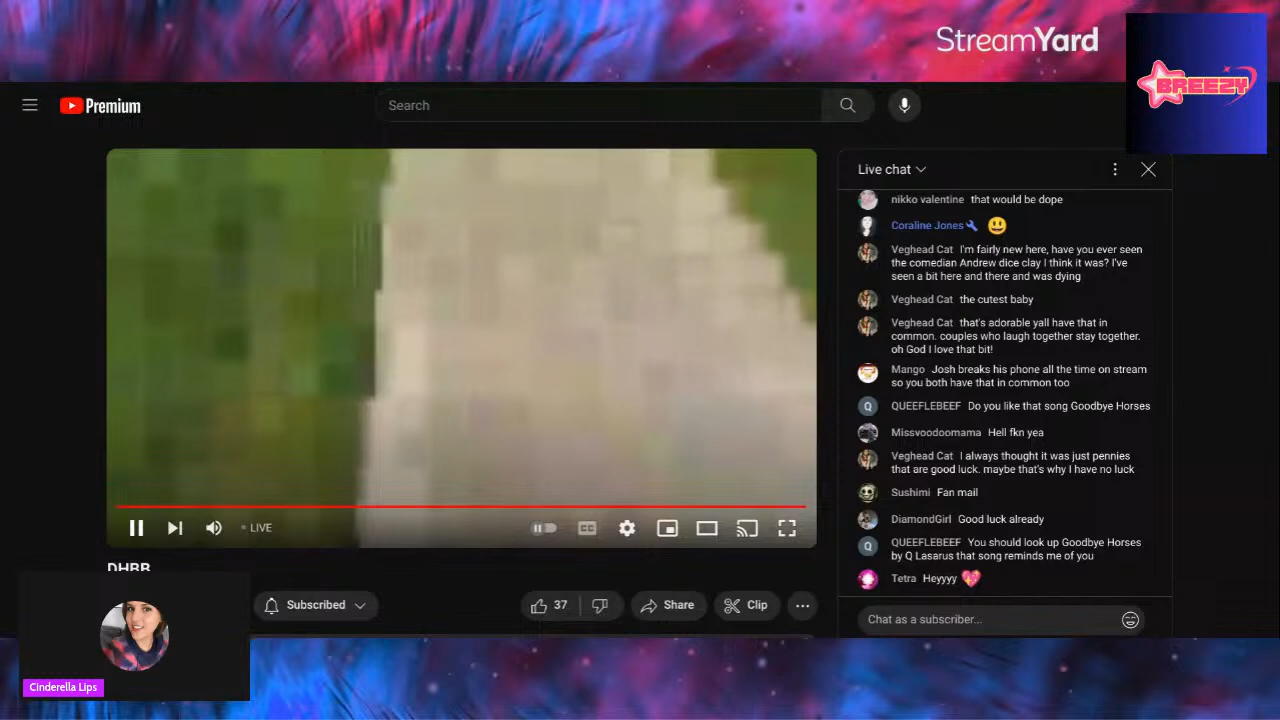 StreamYard
BREEZY
Premium
Search
Live chat
nikko valentine that would be dope
Coraline Jones
Veghead Cat I'm fairly new here, have you ever seen
the comedian Andrew dice clay I think it was? I've
seen a bit here and there and was dying
Veghead Cat the cutest baby
Veghead Cat that's adorable yall have that in
common. couples who laugh together stay together.
oh God I love that bit!
Mango Josh breaks his phone all the time on stream
so you both have that in common too
Q QUEEFLEBEEF Do you like that song Goodbye Horses
Missvoodoomama Hell fkn yea
Veghead Cat I always thought it was just pennies
that are good luck. maybe that's why I have no luck
Sushimi Fan mail
DiamondGirl Good luck already
Q QUEEFLEBEEF You should look up Goodbye Horses
by Q Lasarus that song reminds me of you
Tetra Heyyyy
Chat as a subscriber...
LIVE
CC
DHBB
Subscribed
37
Share
Clip
Cinderella Lips